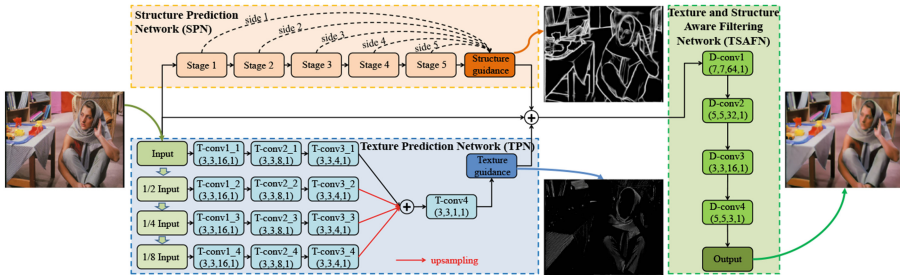 Structure Prediction
Network (SPN)
side 1
side 2
side 3
side 4
side 5
Stage 1
Stage 2
Stage 3
Stage 4
Stage 5
Structure
guidance
Texture and Structure
Aware Filtering
Network (TSAFN)
D-conv1
(7,7,64,1)
D-conv2
(5,5,32,1)
D-conv3
(3,3,16,1)
D-conv4
(5,5,3,1)
Output
Texture Prediction Network (TPN)
Input
T-conv1_1
(3,3,16,1)
T-conv2_1
(3,3,8,1)
T-conv3_1
(3,3,4,1)
Texture
guidance
1/2 Input
T-conv1_2
(3,3,16,1)
T-conv2_2
(3,3,8,1)
T-conv3_2
(3,3,4,1)
T-conv4
(3,3,1,1)
1/4 Input
T-conv1_3
(3,3,16,1)
T-conv2_3
(3,3,8,1)
T-conv3_3
(3,3,4,1)
1/8 Input
T-conv1_4
(3,3,16,1)
T-conv2_4
(3,3,8,1)
T-conv3_4
(3,3,4,1)
upsampling